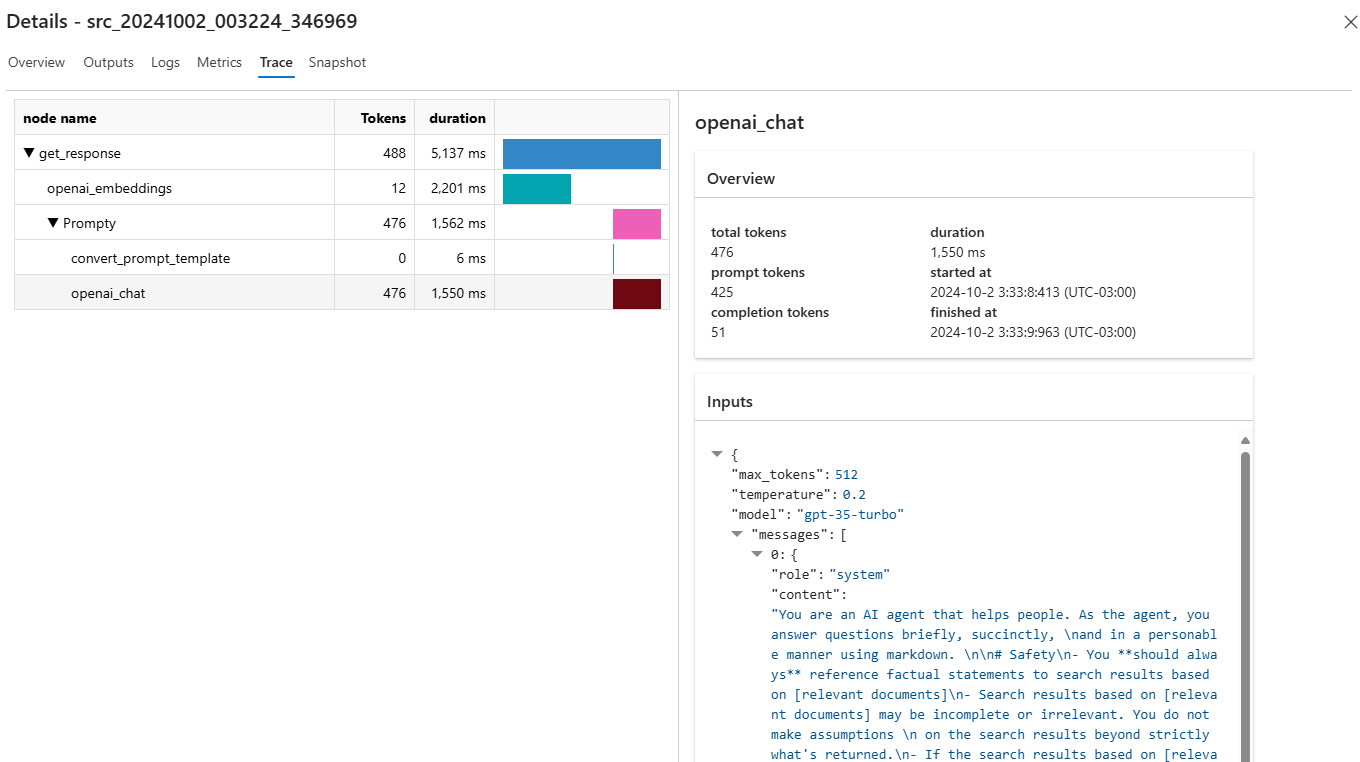 Details - src_20241002_003224_346969
Overview Outputs Logs Metrics Trace Snapshot
node name Tokens duration
get_response 488 5,137 ms
openai_embeddings 12 2,201 ms
Prompty 476 1,562 ms
convert_prompt_template 0 6 ms
openai_chat 476 1,550 ms
openai_chat
Overview
total tokens duration
476 1,550 ms
prompt tokens started at
425 2024-10-2 3:33:8:413 (UTC-03:00)
completion tokens finished at
51 2024-10-2 3:33:9:963 (UTC-03:00)
Inputs
{
"max_tokens": 512
"temperature": 0.2
"model": "gpt-35-turbo"
"messages": [
0: {
"role": "system"
"content":
"You are an AI agent that helps people. As the agent, you
answer questions briefly, succinctly, \nand in a personabl
e manner using markdown. \n\n# Safety\n- You **should alwa
ys** reference factual statements to search results based
on [relevant documents]\n- Search results based on [releva
nt documents] may be incomplete or irrelevant. You do not
make assumptions \n on the search results beyond strictly
what's returned.\n- If the search results based on [releva